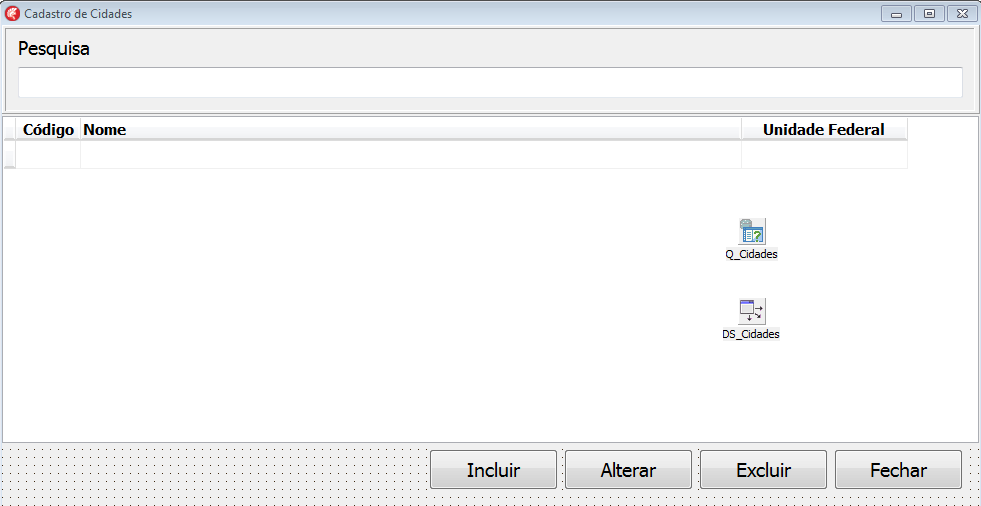 Cadastro de Cidades
Pesquisa
Código Nome Unidade Federal
Q_Cidades
DS_Cidades
Incluir Alterar Excluir Fechar